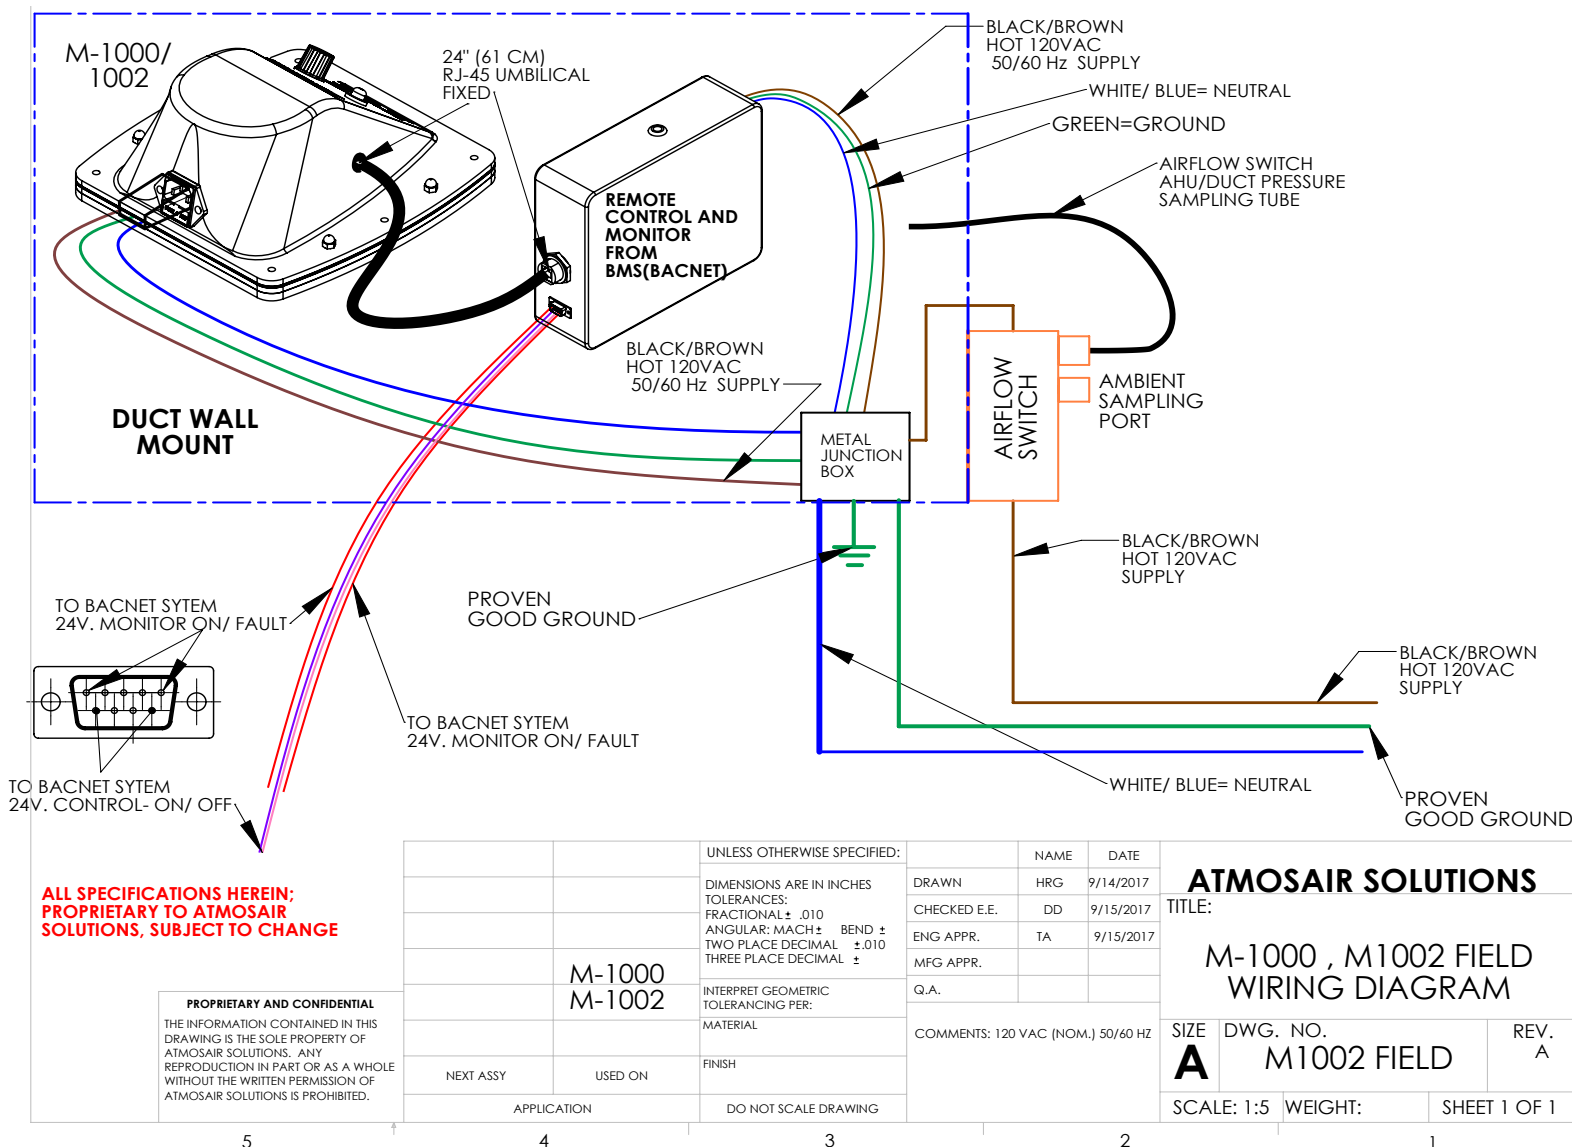 M-1000/
1002
24" (61 CM)
RJ-45 UMBILICAL
FIXED
BLACK/BROWN
HOT 120VAC
50/60 Hz SUPPLY
WHITE/ BLUE= NEUTRAL
GREEN=GROUND
AIRFLOW SWITCH
AHU/DUCT PRESSURE
SAMPLING TUBE
REMOTE
CONTROL AND
MONITOR
FROM
BMS(BACNET)
BLACK/BROWN
HOT 120VAC
50/60 Hz SUPPLY
DUCT WALL
MOUNT
METAL
JUNCTION
BOX
AIRFLOW
SWITCH
AMBIENT
SAMPLING
PORT
BLACK/BROWN
HOT 120VAC
SUPPLY
PROVEN
GOOD GROUND
TO BACNET SYTEM
24V. MONITOR ON/ FAULT
BLACK/BROWN
HOT 120VAC
SUPPLY
TO BACNET SYTEM
24V. MONITOR ON/ FAULT
TO BACNET SYTEM
24V. CONTROL- ON/ OFF
WHITE/ BLUE= NEUTRAL
PROVEN
GOOD GROUND
ALL SPECIFICATIONS HEREIN;
PROPRIETARY TO ATMOSAIR
SOLUTIONS, SUBJECT TO CHANGE
PROPRIETARY AND CONFIDENTIAL
THE INFORMATION CONTAINED IN THIS
DRAWING IS THE SOLE PROPERTY OF
ATMOSAIR SOLUTIONS. ANY
REPRODUCTION IN PART OR AS A WHOLE
WITHOUT THE WRITTEN PERMISSION OF
ATMOSAIR SOLUTIONS IS PROHIBITED.
M-1000
M-1002
NEXT ASSY USED ON
APPLICATION
UNLESS OTHERWISE SPECIFIED:
DIMENSIONS ARE IN INCHES
TOLERANCES:
FRACTIONAL ± .010
ANGULAR: MACH ± BEND ±
TWO PLACE DECIMAL ±.010
THREE PLACE DECIMAL ±
INTERPRET GEOMETRIC
TOLERANCING PER:
MATERIAL
FINISH
DO NOT SCALE DRAWING
NAME DATE
DRAWN HRG 9/14/2017
CHECKED E.E. DD 9/15/2017
ENG APPR. TA 9/15/2017
MFG APPR.
Q.A.
COMMENTS: 120 VAC (NOM.) 50/60 HZ
ATMOSAIR SOLUTIONS
TITLE:
M-1000 , M1002 FIELD
WIRING DIAGRAM
SIZE DWG. NO. REV.
A M1002 FIELD A
SCALE: 1:5 WEIGHT: SHEET 1 OF 1
5 4 3 2 1